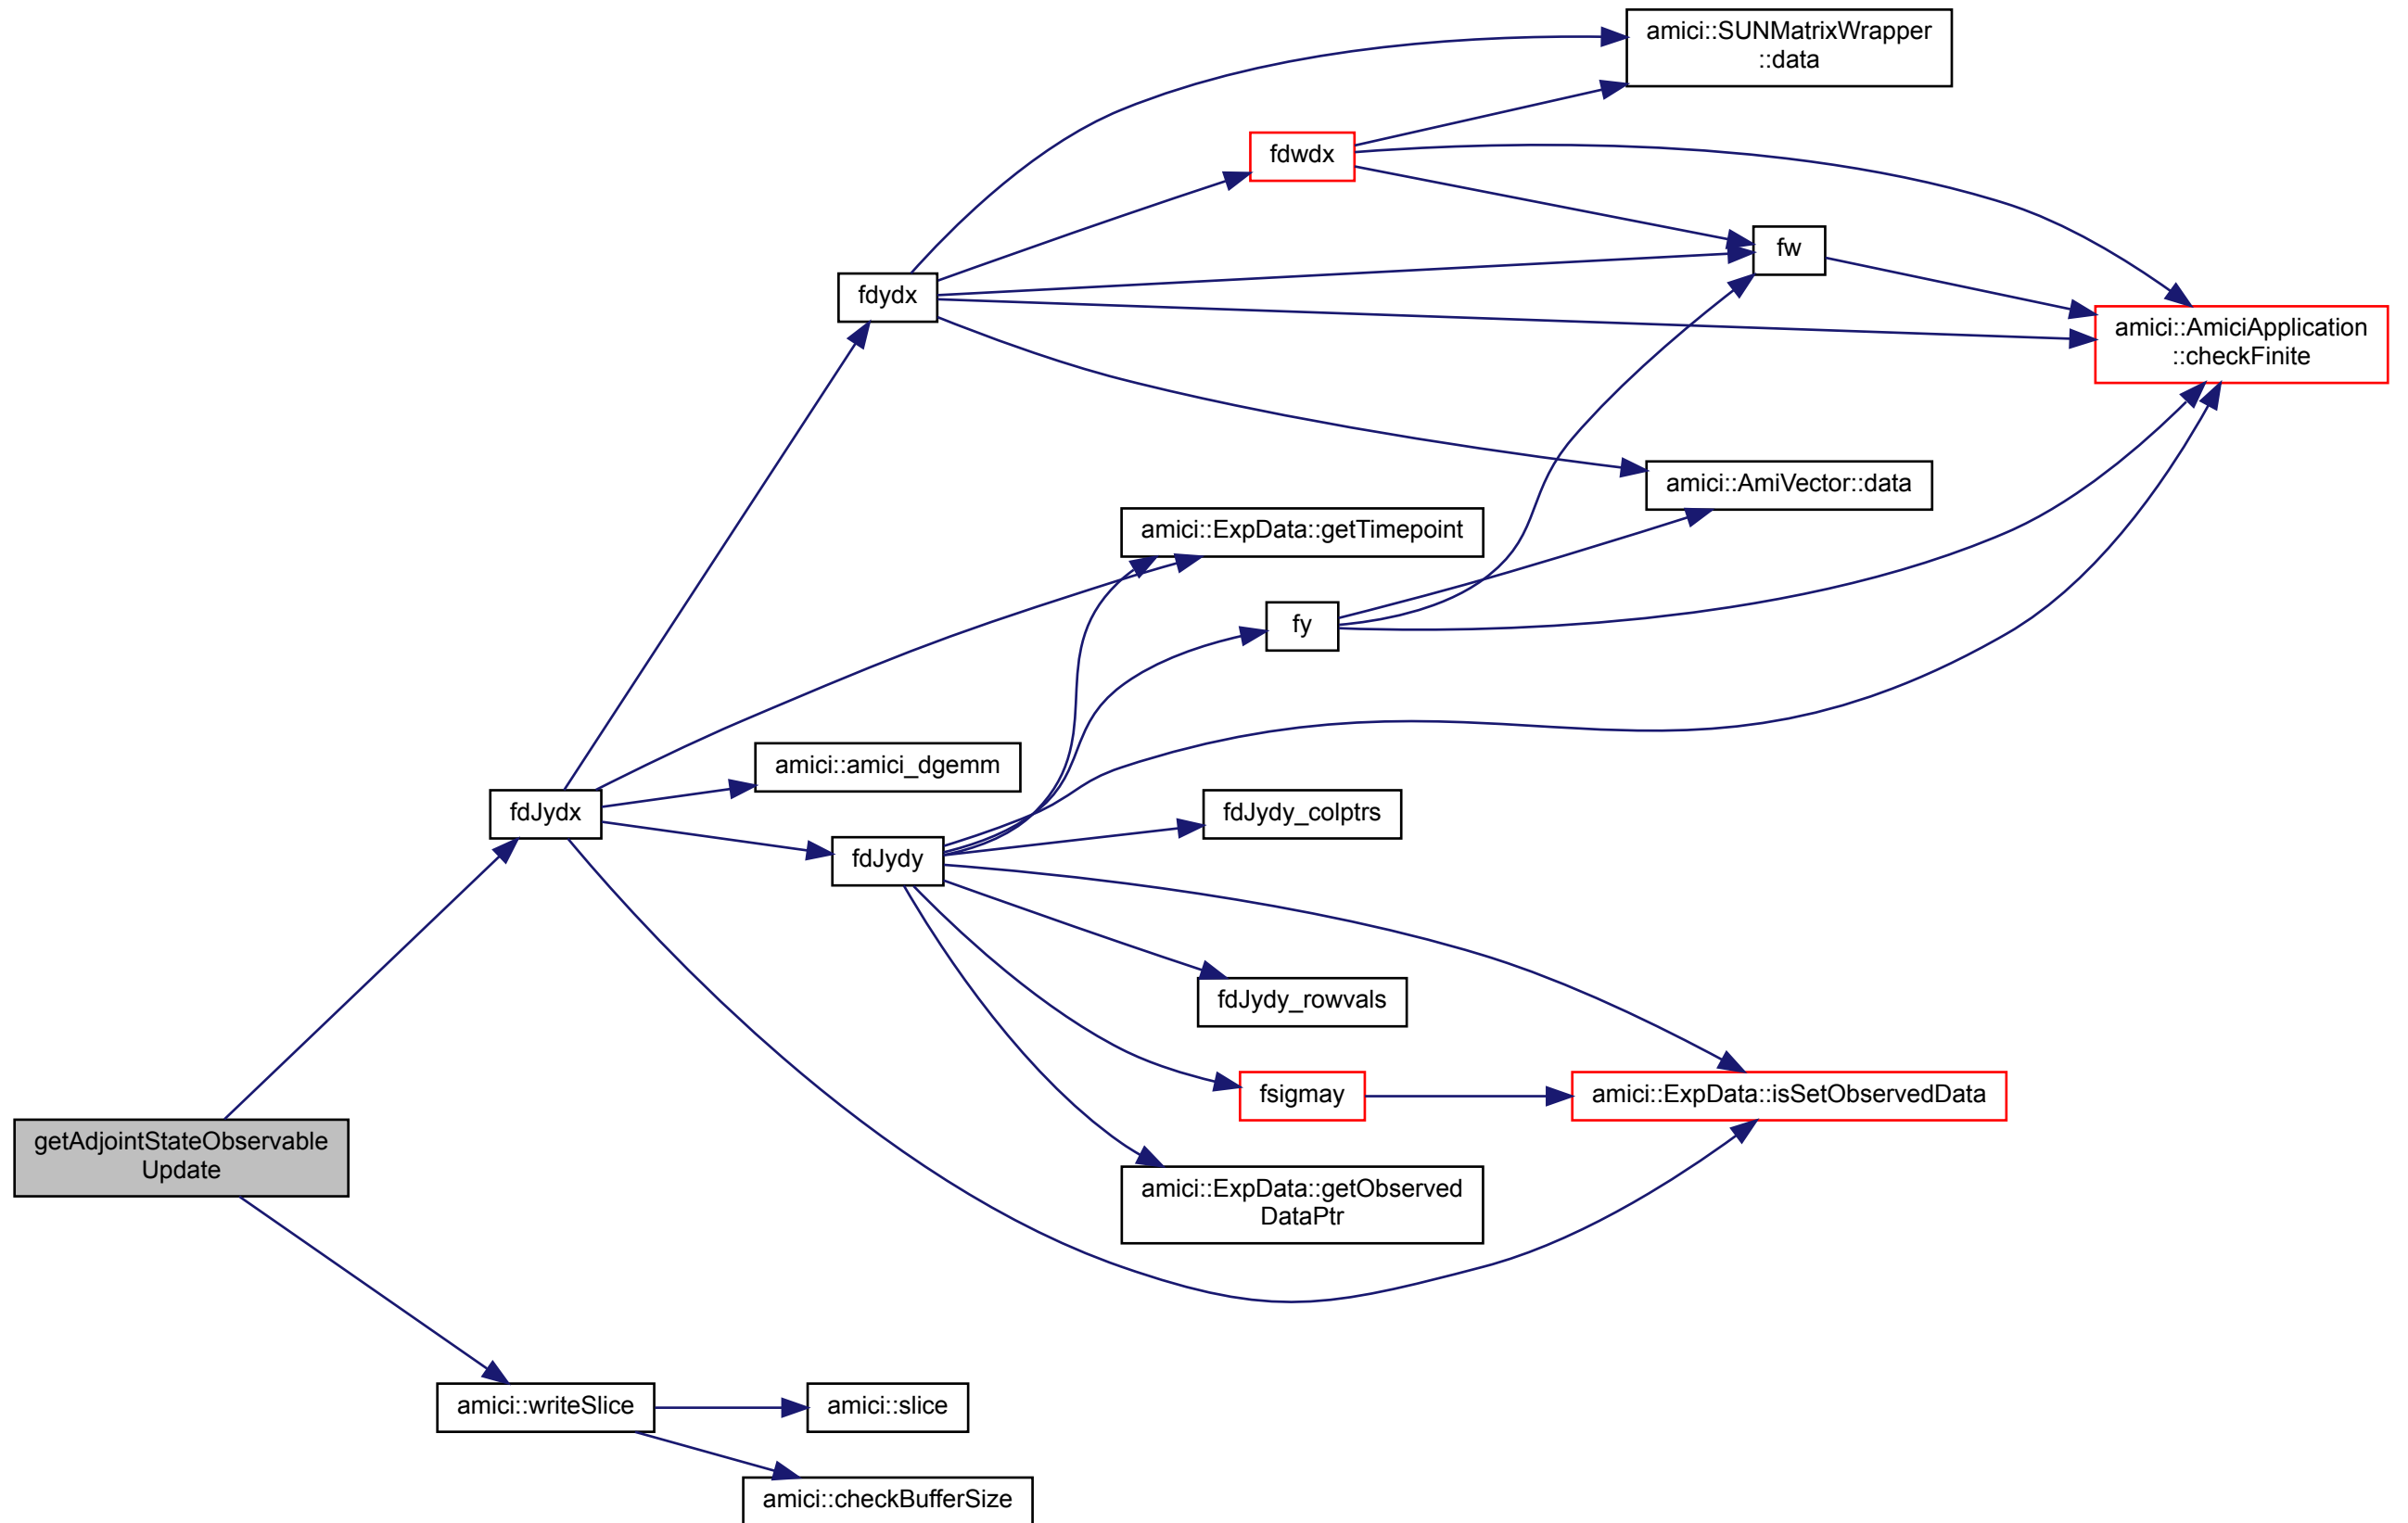 amici::SUNMatrixWrapper
::data
fdwdx
fw
fdydx
amici::AmiciApplication
::checkFinite
amici::AmiVector::data
amici::ExpData::getTimepoint
fy
amici::amici_dgemm
fdJydx
fdJydy_colptrs
fdJydy
fdJydy_rowvals
fsigmay
amici::ExpData::isSetObservedData
getAdjointStateObservable
Update
amici::ExpData::getObserved
DataPtr
amici::writeSlice
amici::slice
amici::checkBufferSize